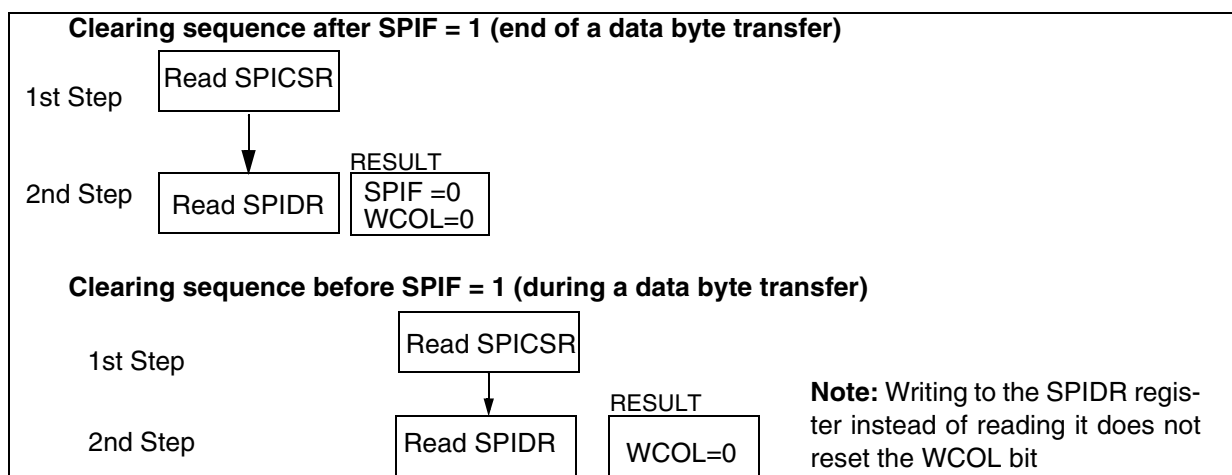 Clearing sequence after SPIF = 1 (end of a data byte transfer)
1st Step
Read SPICSR
2nd Step
Read SPIDR
RESULT
SPIF =0
WCOL=0
Clearing sequence before SPIF = 1 (during a data byte transfer)
1st Step
Read SPICSR
2nd Step
Read SPIDR
RESULT
WCOL=0
Note: Writing to the SPIDR regis-
ter instead of reading it does not
reset the WCOL bit